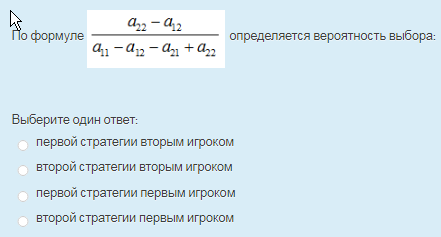 По формуле (a22 − a12) / (a11 − a12 − a21 + a22) определяется вероятность выбора:
Выберите один ответ:
первой стратегии вторым игроком
второй стратегии вторым игроком
первой стратегии первым игроком
второй стратегии первым игроком